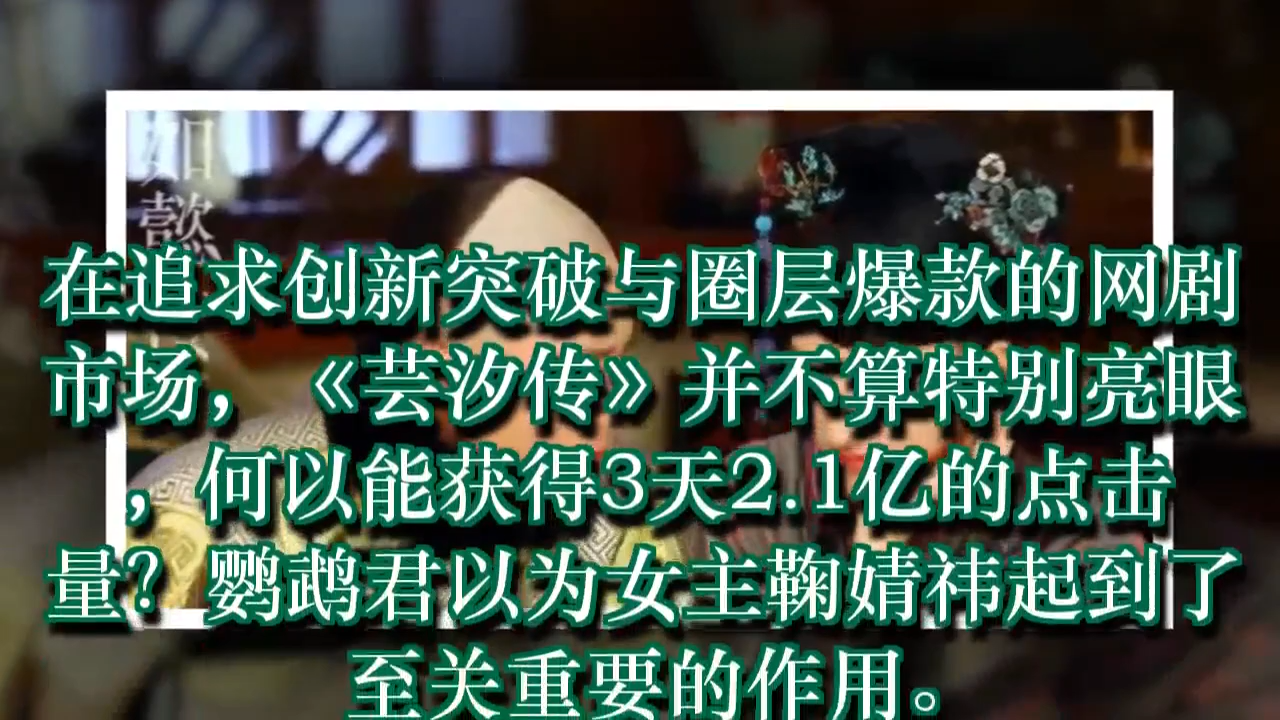 如懿
在追求创新突破与圈层爆款的网剧
市场，《芸汐传》并不算特别亮眼
，何以能获得3天2.1亿的点击
量？鹦鹉君以为女主鞠婧祎起到了
至关重要的作用。